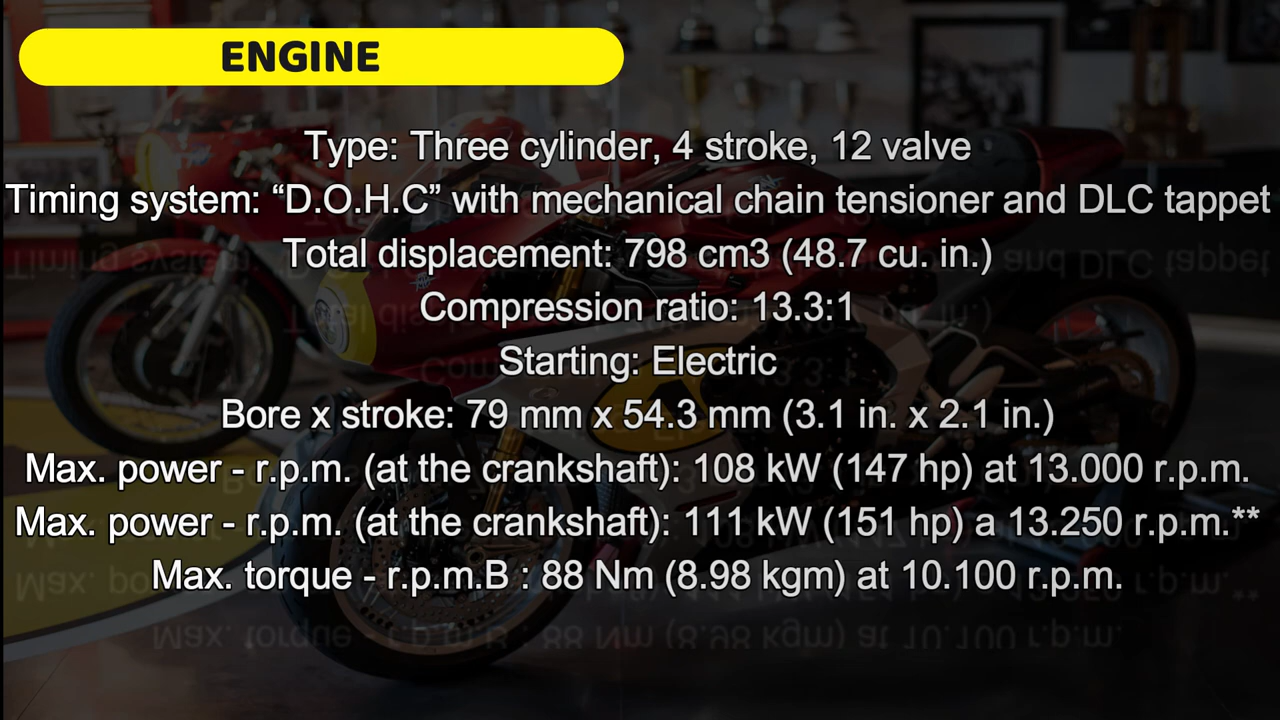 ENGINE
Type: Three cylinder, 4 stroke, 12 valve
Timing system: “D.O.H.C” with mechanical chain tensioner and DLC tappet
Total displacement: 798 cm3 (48.7 cu. in.)
Compression ratio: 13.3:1
Starting: Electric
Bore x stroke: 79 mm x 54.3 mm (3.1 in. x 2.1 in.)
Max. power - r.p.m. (at the crankshaft): 108 kW (147 hp) at 13.000 r.p.m.
Max. power - r.p.m. (at the crankshaft): 111 kW (151 hp) a 13.250 r.p.m.**
Max. torque - r.p.m.B : 88 Nm (8.98 kgm) at 10.100 r.p.m.